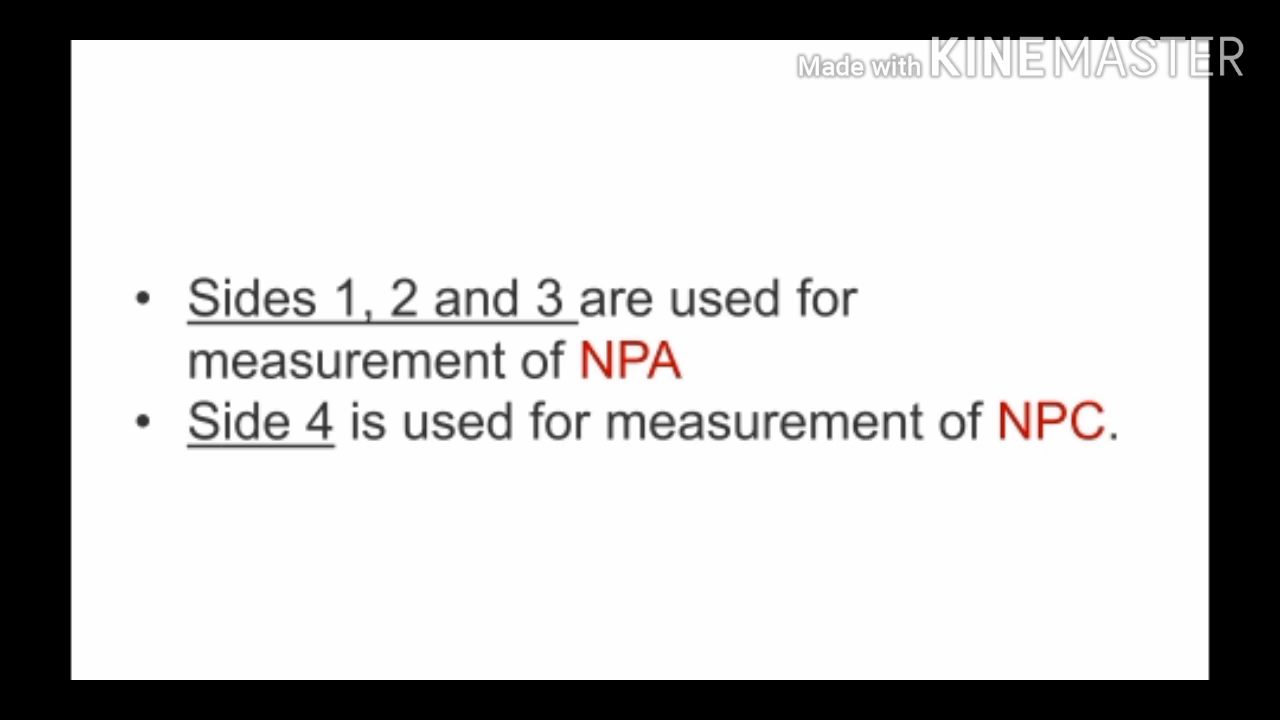 Made with KINEMASTER
• Sides 1, 2 and 3 are used for
measurement of NPA
• Side 4 is used for measurement of NPC.